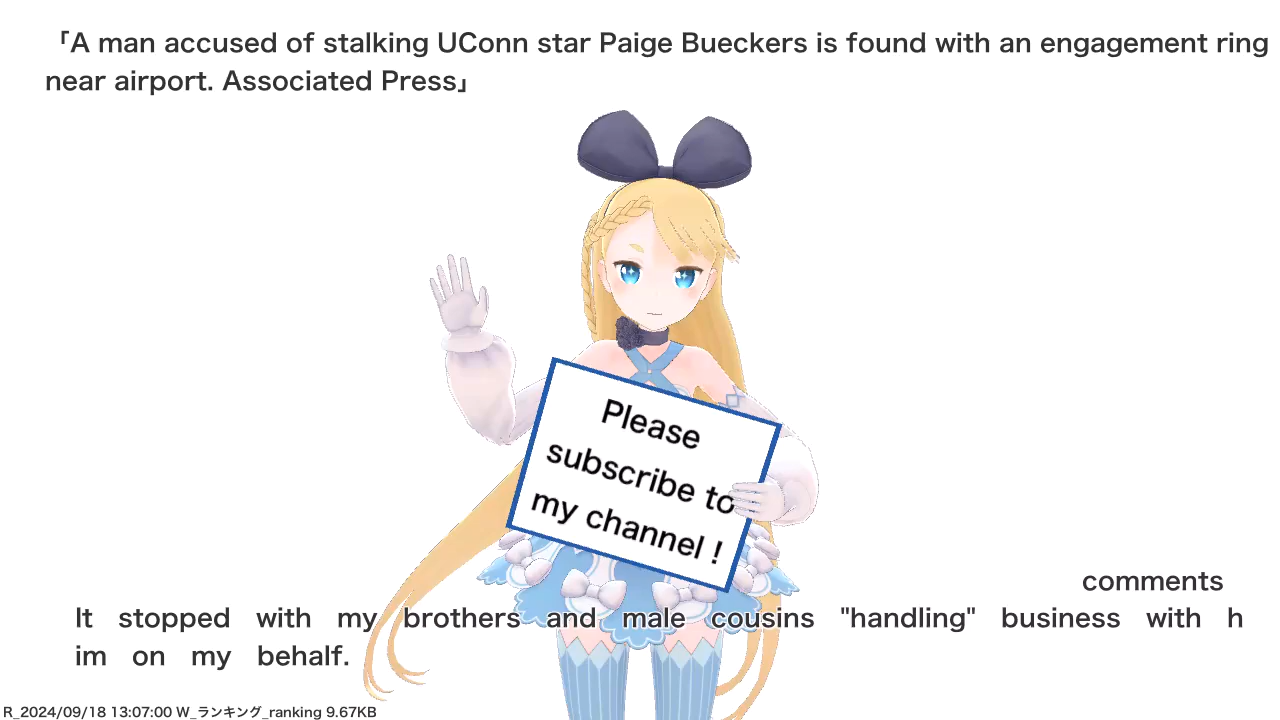 「A man accused of stalking UConn star Paige Bueckers is found with an engagement ring
near airport. Associated Press」
Please
subscribe to
my channel !
comments
It stopped with my brothers and male cousins "handling" business with h
im on my behalf.
R_2024/09/18 13:07:00 W_ランキング_ranking 9.67KB